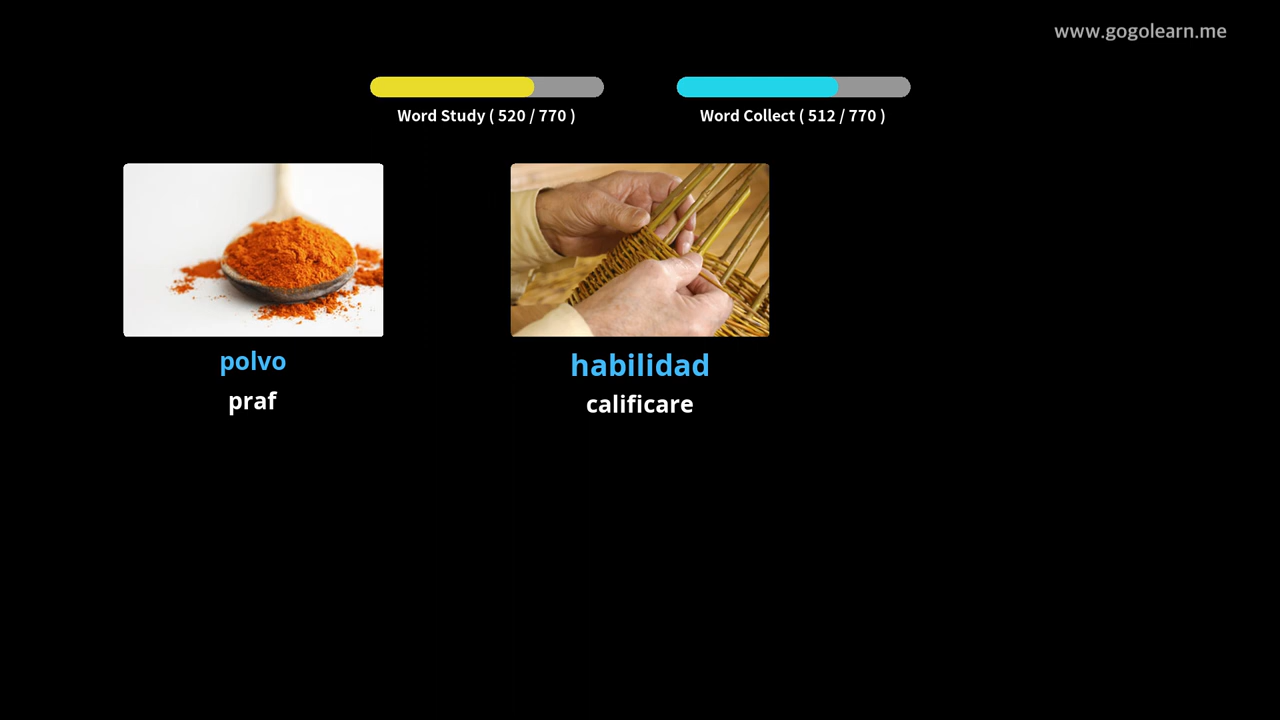 www.gogolearn.me
Word Study ( 520 / 770 )
Word Collect ( 512 / 770 )
polvo
praf
habilidad
calificare